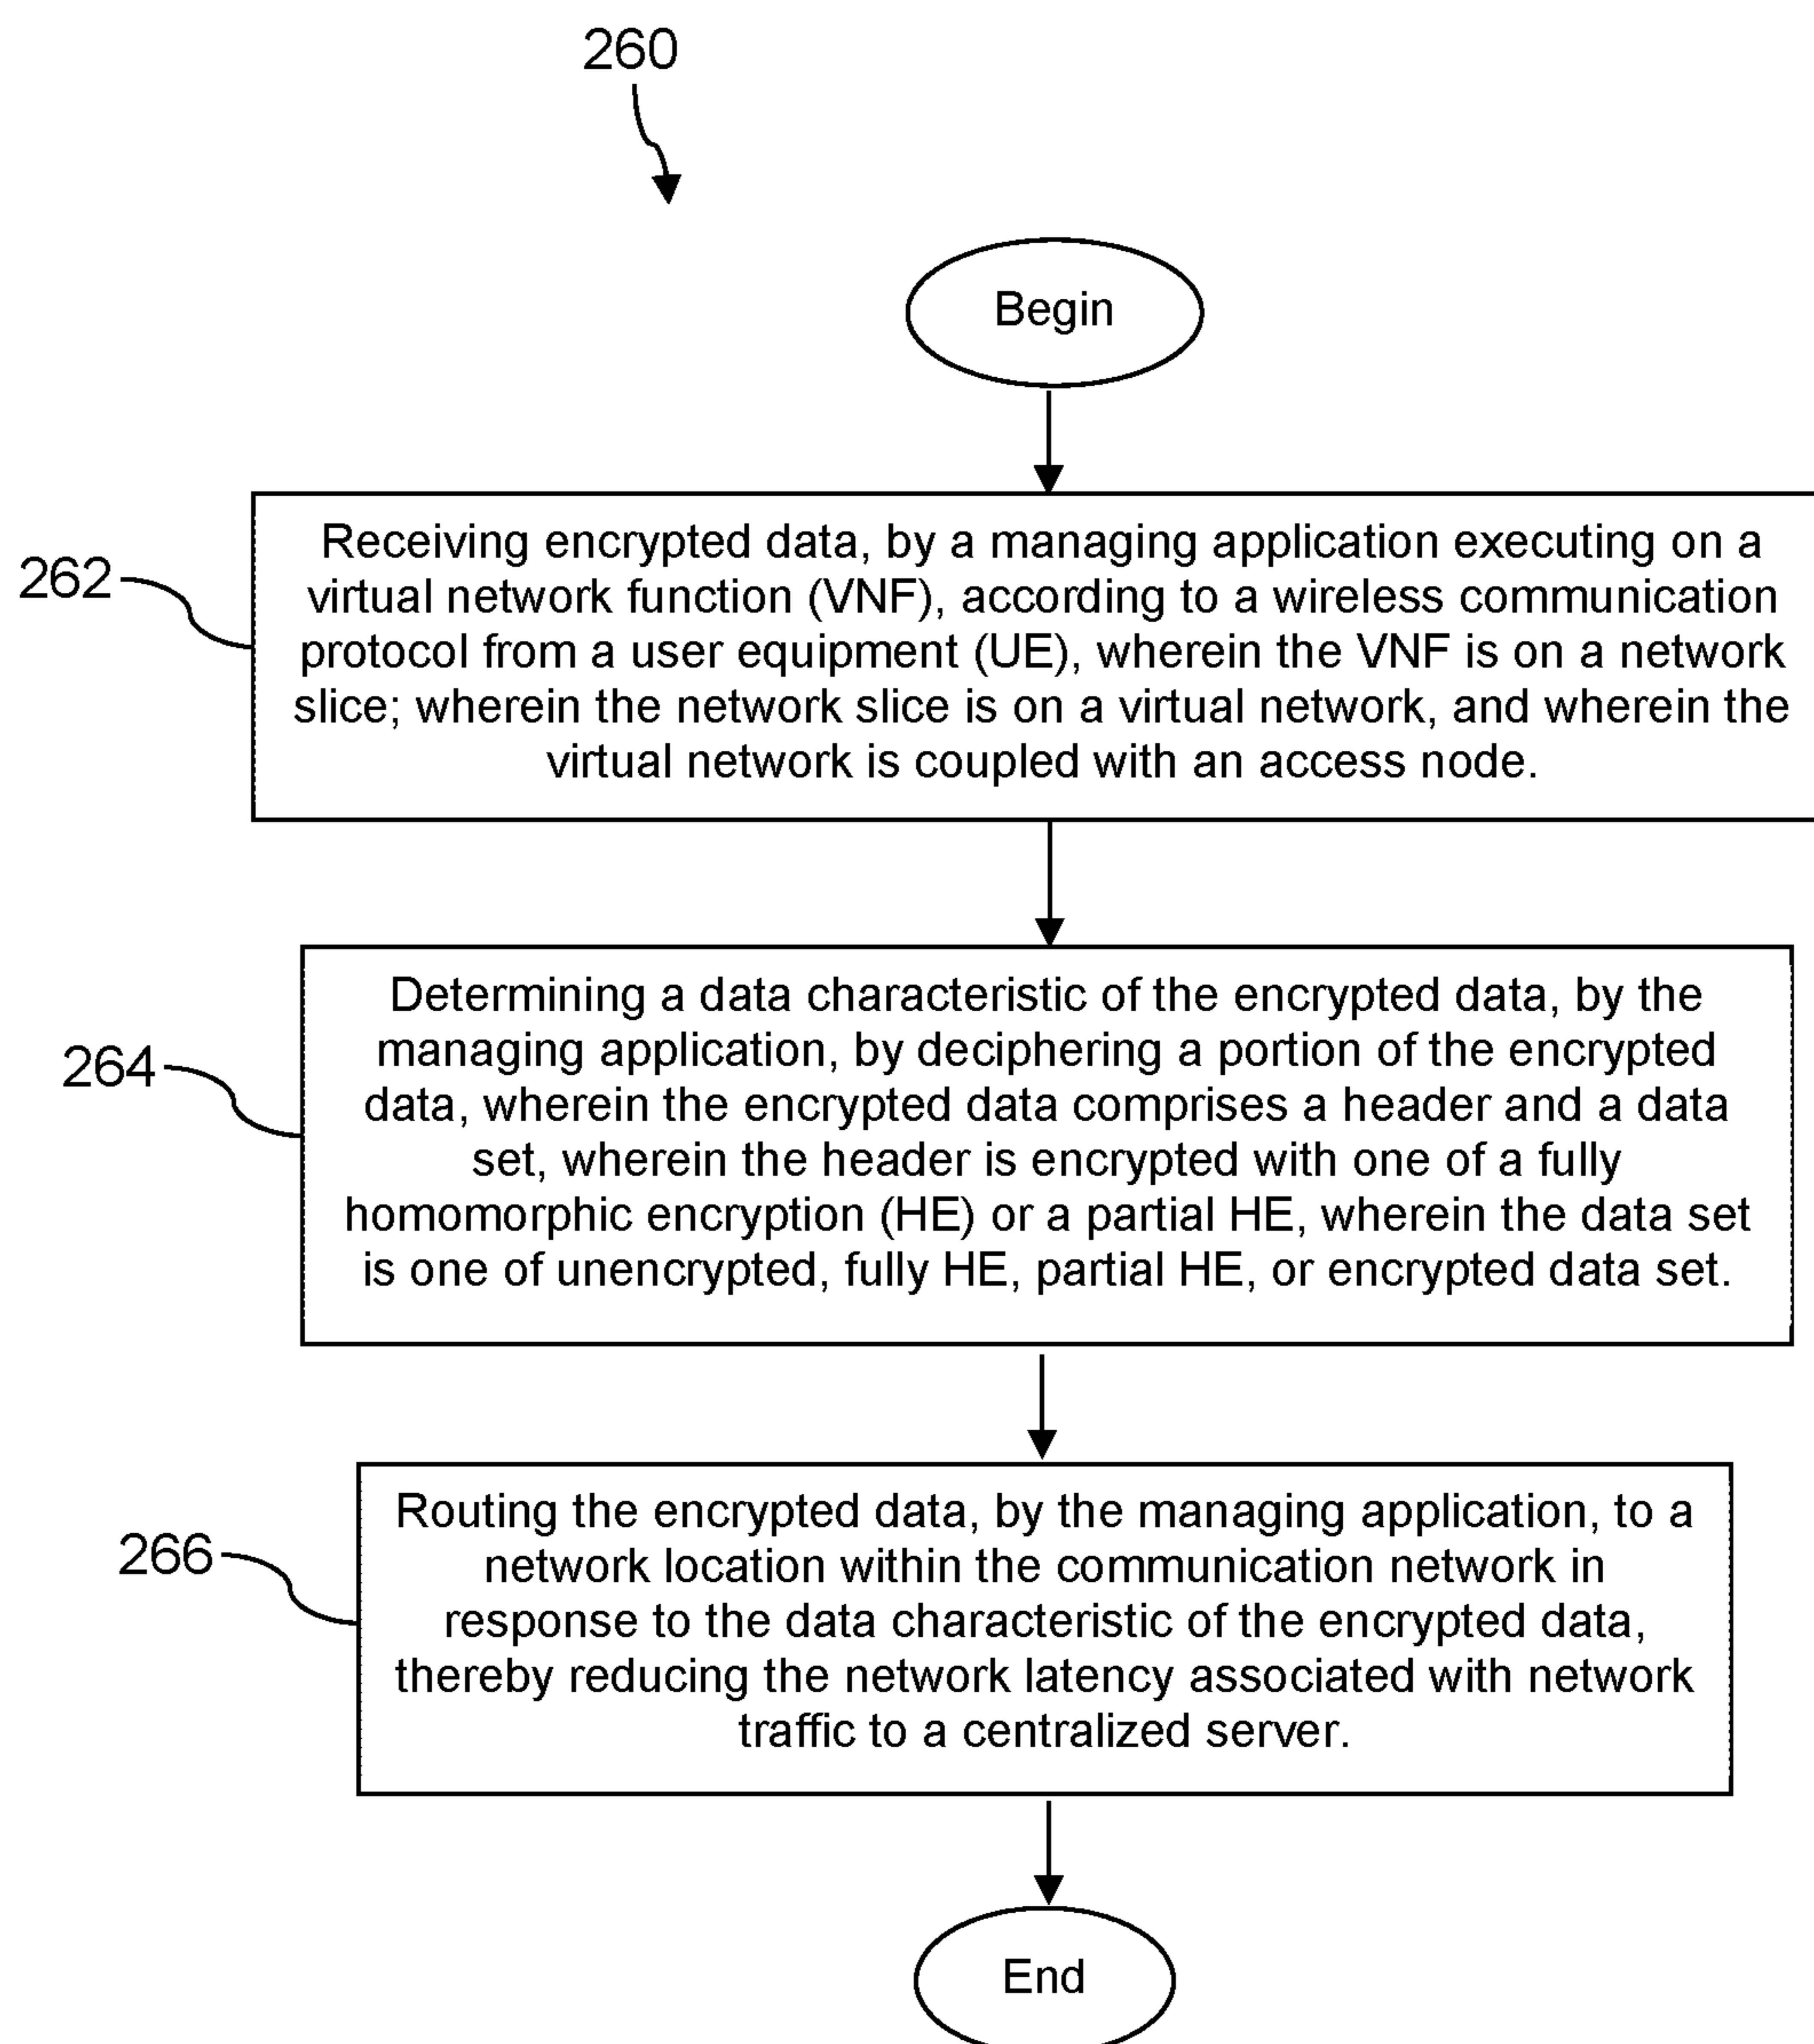 260
Begin
262
Receiving encrypted data, by a managing application executing on a
virtual network function (VNF), according to a wireless communication
protocol from a user equipment (UE), wherein the VNF is on a network
slice; wherein the network slice is on a virtual network, and wherein the
virtual network is coupled with an access node.
264
Determining a data characteristic of the encrypted data, by the
managing application, by deciphering a portion of the encrypted
data, wherein the encrypted data comprises a header and a data
set, wherein the header is encrypted with one of a fully
homomorphic encryption (HE) or a partial HE, wherein the data set
is one of unencrypted, fully HE, partial HE, or encrypted data set.
266
Routing the encrypted data, by the managing application, to a
network location within the communication network in
response to the data characteristic of the encrypted data,
thereby reducing the network latency associated with network
traffic to a centralized server.
End